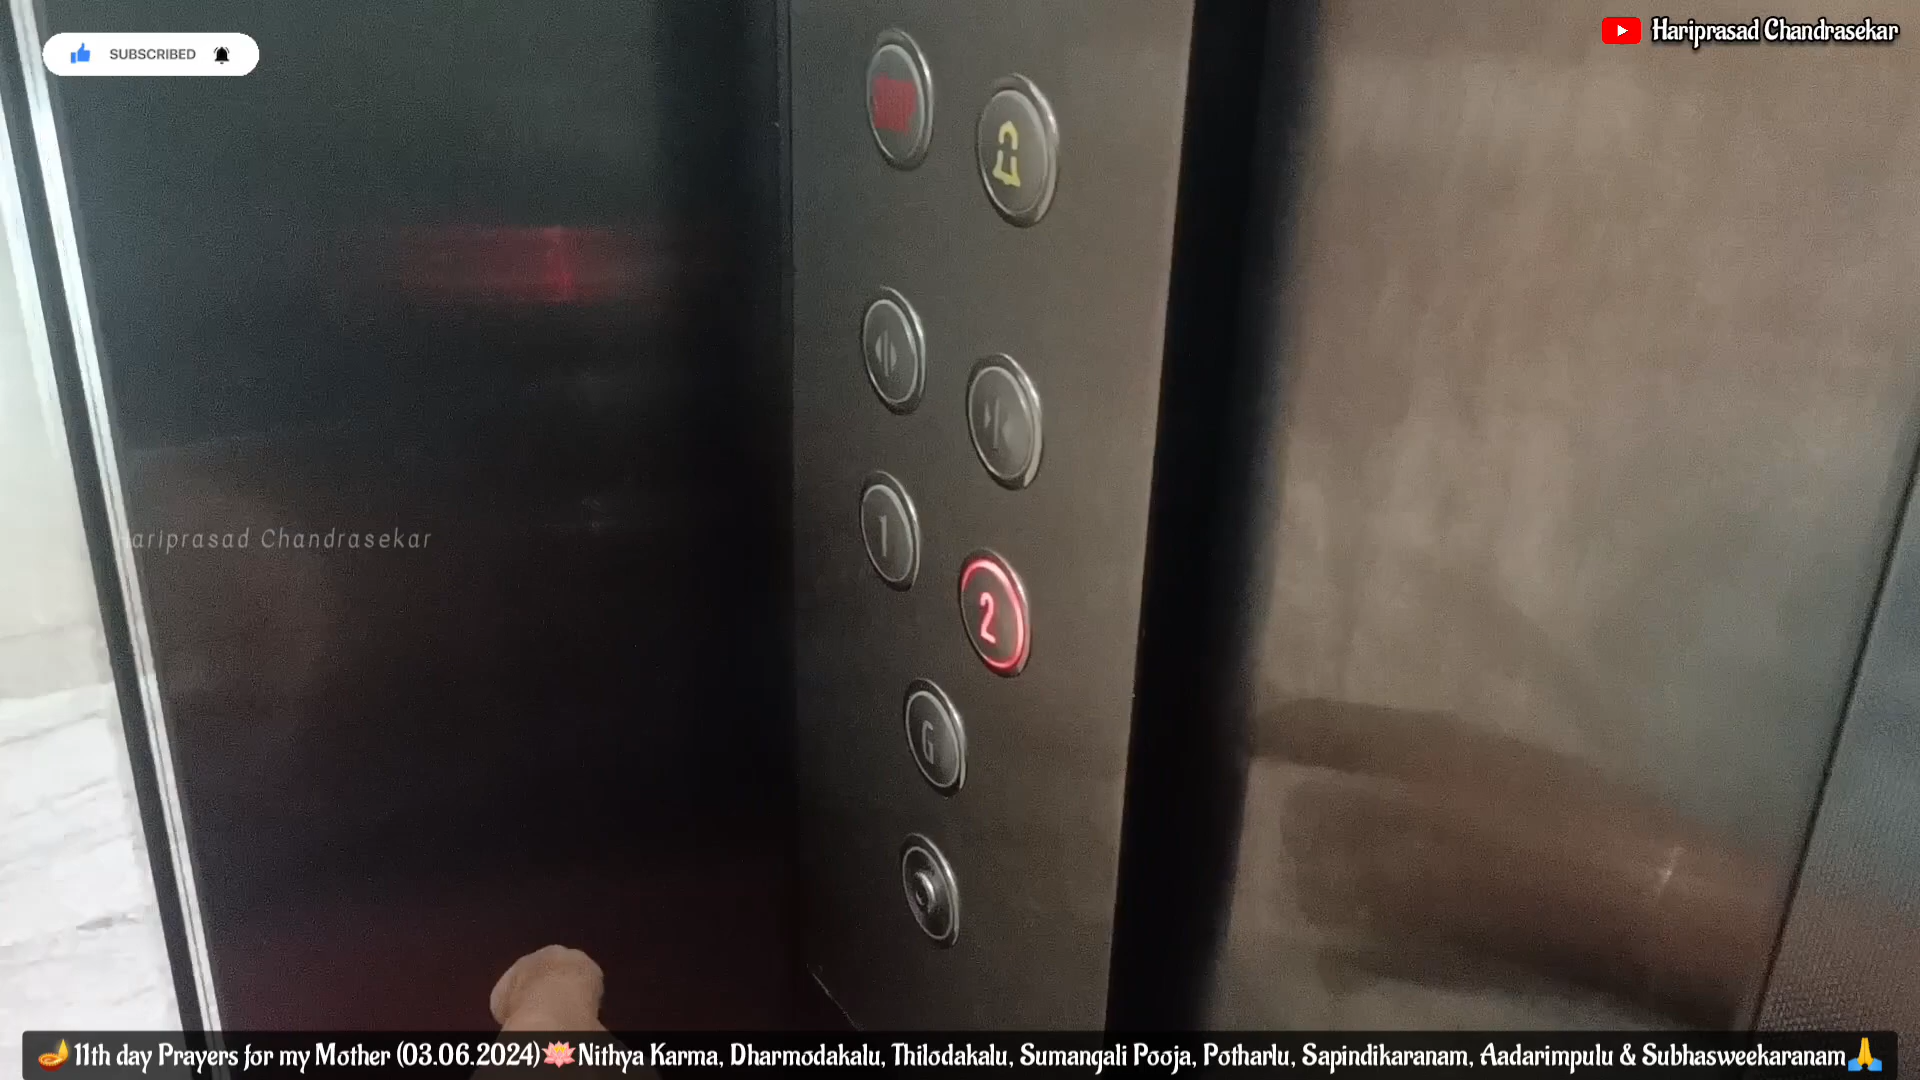 SUBSCRIBED
Hariprasad Chandrasekar
1
Hariprasad Chandrasekar
2
G
🪔11th day Prayers for my Mother (03.06.2024)🪷Nithya Karma, Dharmodakalu, Thilodakalu, Sumangali Pooja, Potharlu, Sapindikaranam, Aadarimpulu & Subhasweekaranam🙏